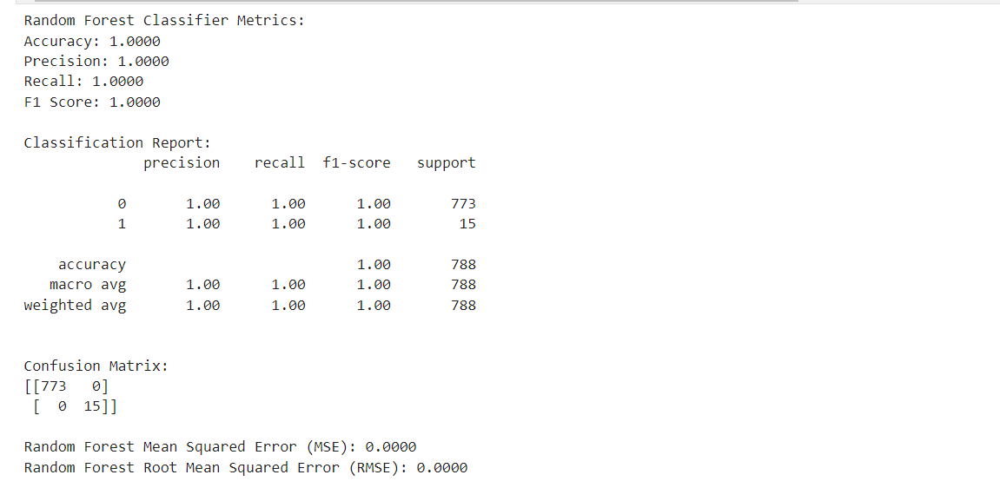 Random Forest Classifier Metrics:
Accuracy: 1.0000
Precision: 1.0000
Recall: 1.0000
F1 Score: 1.0000
Classification Report:
precision recall f1-score support
0 1.00 1.00 1.00 773
1 1.00 1.00 1.00 15
accuracy 1.00 788
macro avg 1.00 1.00 1.00 788
weighted avg 1.00 1.00 1.00 788
Confusion Matrix:
[[773 0]
[ 0 15]]
Random Forest Mean Squared Error (MSE): 0.0000
Random Forest Root Mean Squared Error (RMSE): 0.0000